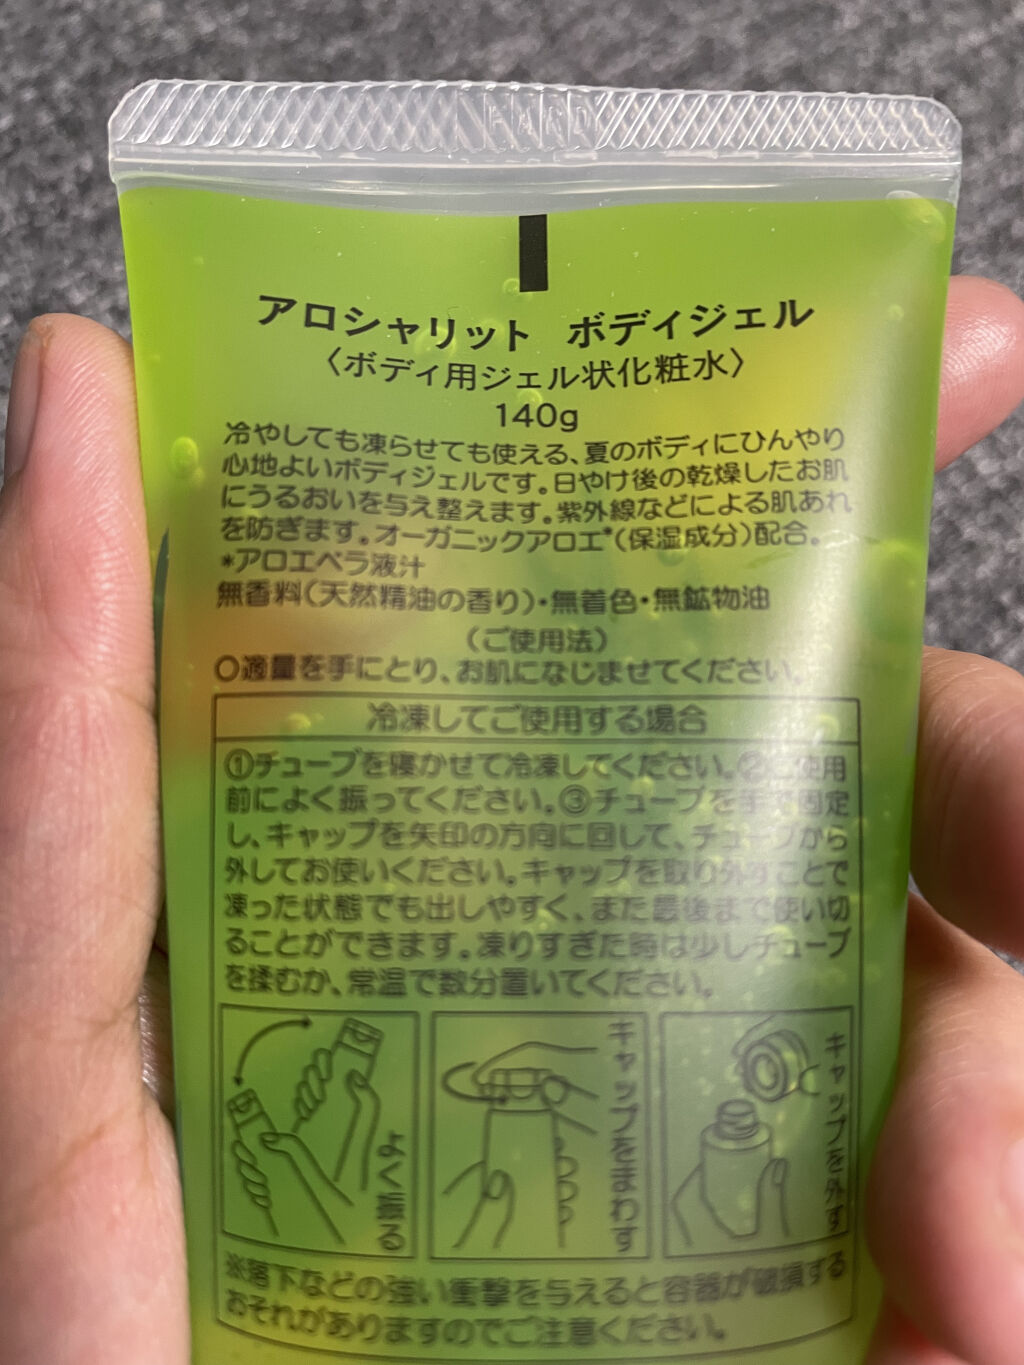 HARD
アロシャリット ボディジェル
〈ボディ用ジェル状化粧水〉
140g
冷やしても凍らせても使える、夏のボディにひんやり
心地よいボディジェルです。日やけ後の乾燥したお肌
にうるおいを与え整えます。紫外線などによる肌あれ
を防ぎます。オーガニックアロエ*(保湿成分)配合。
*アロエベラ液汁
無香料(天然精油の香り)・無着色・無鉱物油
(ご使用法)
○適量を手にとり、お肌になじませてください。
冷凍してご使用する場合
①チューブを寝かせて冷凍してください。②ご使用
前によく振ってください。③チューブを手で固定
し、キャップを矢印の方向に回して、チューブから
外してお使いください。キャップを取り外すことで
凍った状態でも出しやすく、また最後まで使い切
ることができます。凍りすぎた時は少しチューブ
を揉むか、常温で数分置いてください。
よく振る
キャップをまわす
キャップを外す
※落下などの強い衝撃を与えると容器が破損する
おそれがありますのでご注意ください。